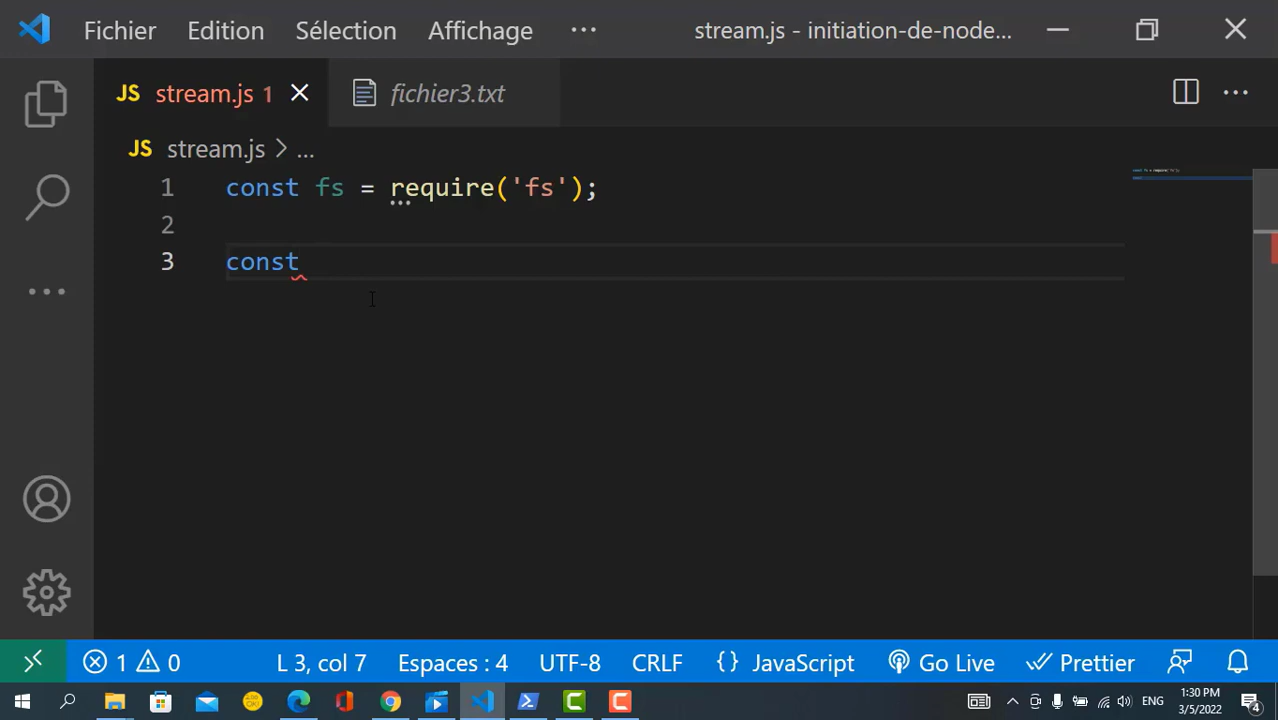 Fichier Edition Sélection Affichage ··· stream.js - initiation-de-node...
JS stream.js 1 fichier3.txt
JS stream.js > ...
1 const fs = require('fs');
2
3 const
1 0 L 3, col 7 Espaces : 4 UTF-8 CRLF {} JavaScript Go Live Prettier
ENG 1:30 PM
3/5/2022 4